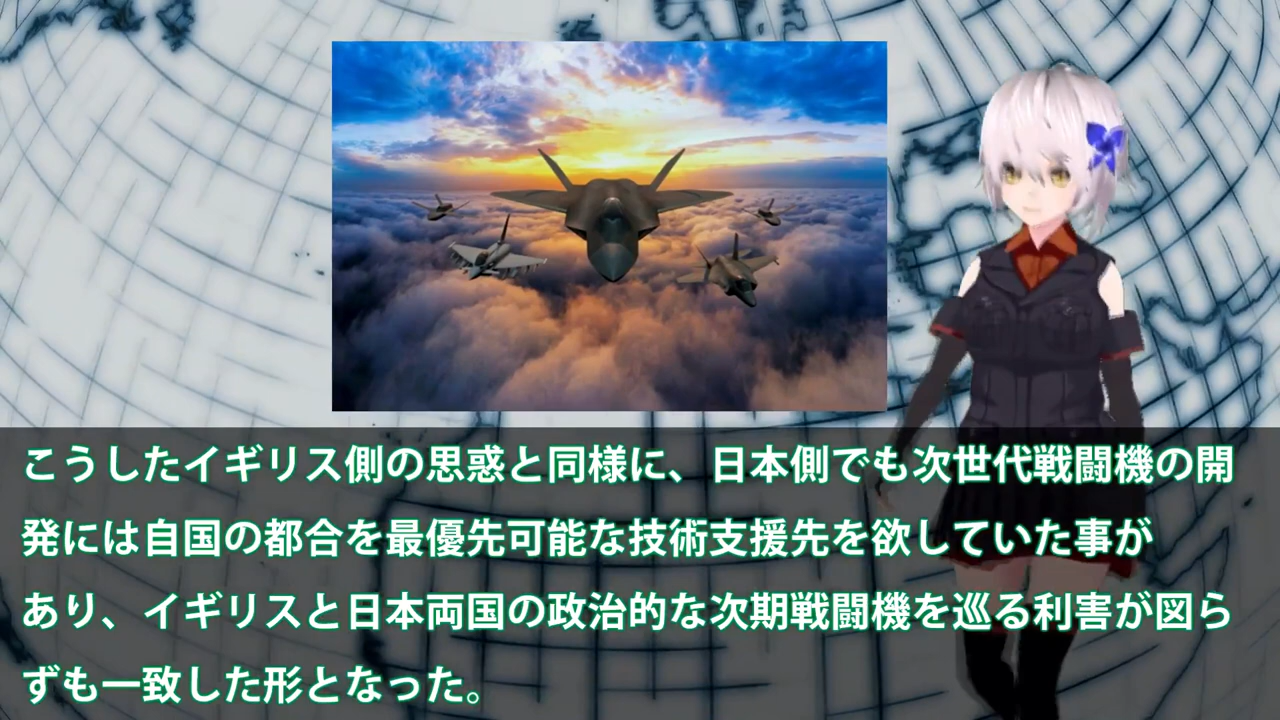 こうしたイギリス側の思惑と同様に、日本側でも次世代戦闘機の開
発には自国の都合を最優先可能な技術支援先を欲していた事が
あり、イギリスと日本両国の政治的な次期戦闘機を巡る利害が図ら
ずも一致した形となった。